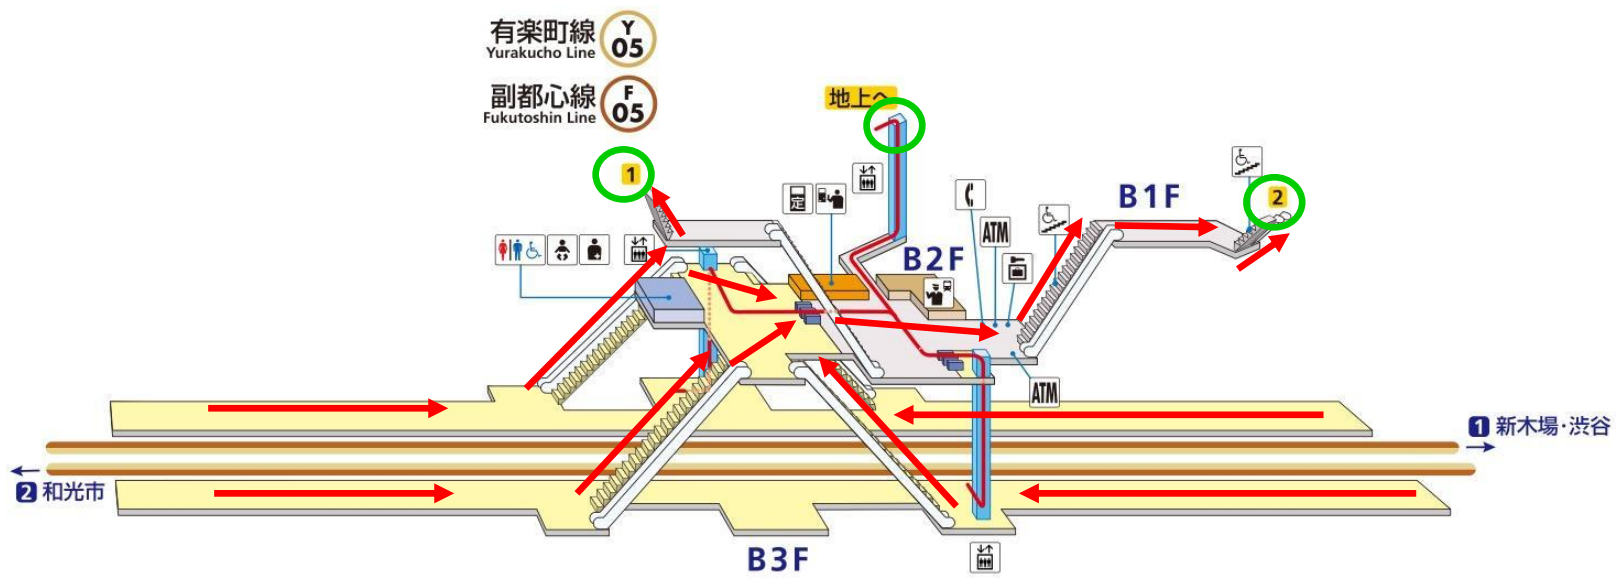 有楽町線
Yurakucho Line
Y
05
副都心線
Fukutoshin Line
F
05
地上へ
1
2
定
B1F
ATM
B2F
ATM
1 新木場・渋谷
2 和光市
B3F